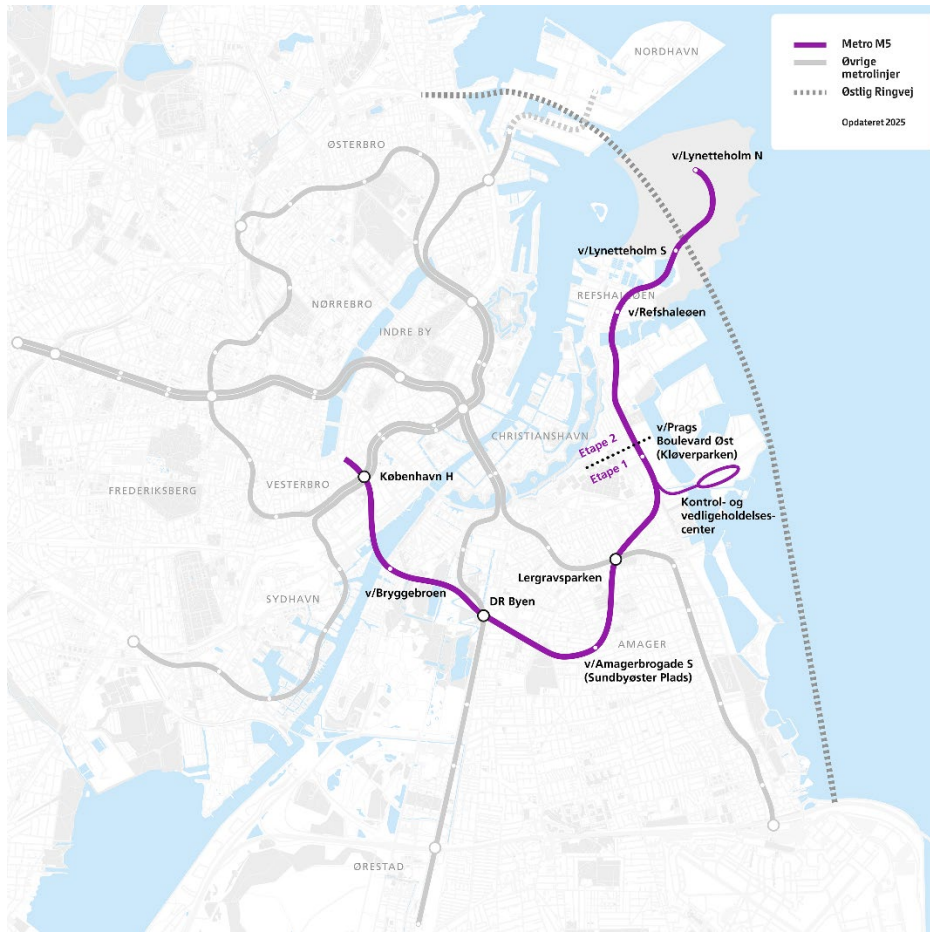 NORDHAVN
Metro M5
Øvrige
metrolinjer
Østlig Ringvej
Opdateret 2025
ØSTERBRO
v/Lynetteholm N
v/Lynetteholm S
REFSHALEØEN
v/Refshaleøen
NØRREBRO
INDRE BY
CHRISTIANSHAVN
Etape 2
Etape 1
v/Prags
Boulevard Øst
(Kløverparken)
København H
FREDERIKSBERG
VESTERBRO
Kontrol- og
vedligeholdelses-
center
Lergravsparken
v/Bryggebroen
DR Byen
SYDHAVN
AMAGER
v/Amagerbrogade S
(Sundbyøster Plads)
ØRESTAD